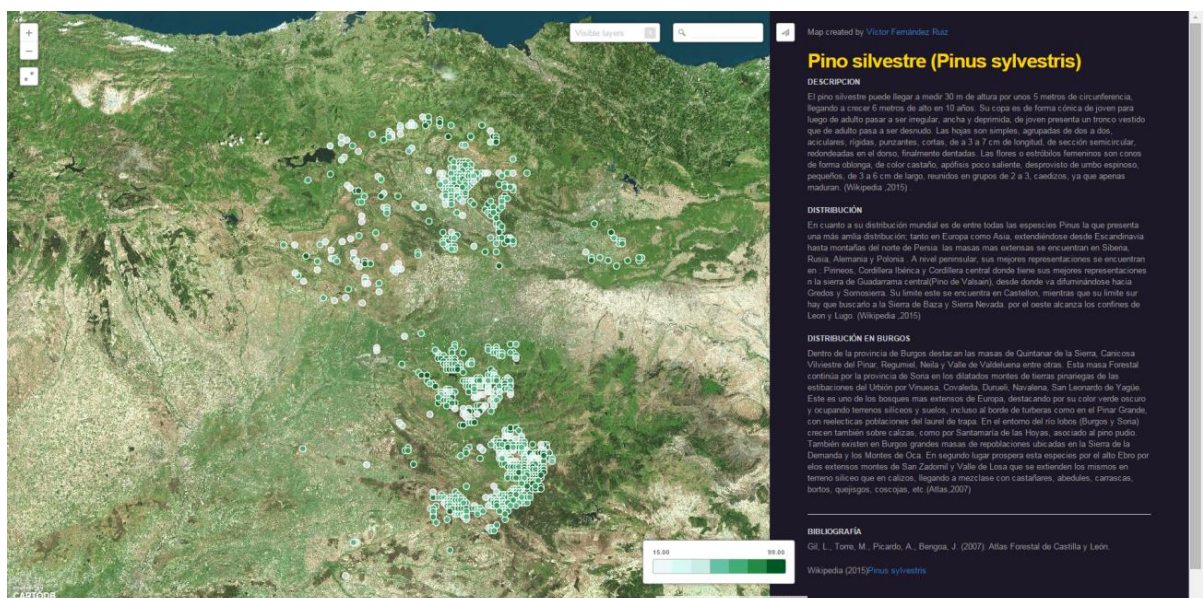 +
Visible layers
−
Map created by Víctor Fernández Ruiz
Pino silvestre (Pinus sylvestris)
DESCRIPCION
El pino silvestre puede llegar a medir 30 m de altura por unos 5 metros de circunferencia,
llegando a crecer 6 metros de alto en 10 años. Su copa es de forma cónica de joven para
luego de adulto pasar a ser irregular, ancha y deprimida, de joven presenta un tronco vestido
que de adulto pasa a ser desnudo. Las hojas son simples, agrupadas de dos a dos,
aciculares, rígidas, punzantes, cortas, de a 3 a 7 cm de longitud, de sección semicircular,
redondeadas en el dorso, finalmente dentadas. Las flores o estróbilos femeninos son conos
de forma oblonga, de color castaño, apófisis poco saliente, desprovisto de umbo espinoso,
pequeños, de 3 a 6 cm de largo, reunidos en grupos de 2 a 3, caedizos, ya que apenas
maduran. (Wikipedia ,2015) .
DISTRIBUCIÓN
En cuanto a su distribución mundial es de entre todas las espescies Pinus la que presenta
una más amlia distribución; tanto en Europa como Asia, extendiéndose desde Escandinavia
hasta montañas del norte de Persia. las masas mas extensas se encuentran en Siberia,
Rusia, Alemania y Polonia . A nivel peninsular, sus mejores representaciones se encuentran
en : Pirineos, Cordillera Ibérica y Cordillera central donde tiene sus mejores representaciones
n la sierra de Guadarrama central(Pino de Valsain), desde donde va difuminándose hacia
Gredos y Somosierra. Su limite este se encuentra en Castellon, mientras que su limite sur
hay que buscarlo a la Sierra de Baza y Sierra Nevada. por el oeste alcanza los confines de
Leon y Lugo. (Wikipedia ,2015)
DISTRIBUCIÓN EN BURGOS
Dentro de la provincia de Burgos destacan las masas de Quintanar de la Sierra, Canicosa
Vilviestre del Pinar, Regumiel, Neila y Valle de Valdeluena entre otras. Esta masa Forestal
continúa por la provincia de Soria en los dilatados montes de tierras pinariegas de las
estibaciones del Urbión por Vinuesa, Covaleda, Durueli, Navalena, San Leonardo de Yagüe.
Este es uno de los bosques mas extensos de Europa, destacando por su color verde oscuro
y ocupando terrenos silíceos y suelos, incluso al borde de turberas como en el Pinar Grande,
con reelecticas poblaciones del laurel de trapa. En el entorno del río lobos (Burgos y Soria)
crecen también sobre calizas, como por Santamaría de las Hoyas, asociado al pino pudio.
También existen en Burgos grandes masas de repoblaciones ubicadas en la Sierra de la
Demanda y los Montes de Oca. En segundo lugar prospera esta especies por el alto Ebro por
elos extensos montes de San Zadornil y Valle de Losa que se extienden los mismos en
terreno siliceo que en calizos, llegando a mezclase con castañares, abedules, carrascas,
bortos, quejigos, coscojas, etc.(Atlas,2007)
BIBLIOGRAFÍA
Gil, L., Torre, M., Picardo, A., Bengoa, J. (2007): Atlas Forestal de Castilla y León.
Wikipedia (2015)Pinus sylvestris
15.00 99.00
CARTODB